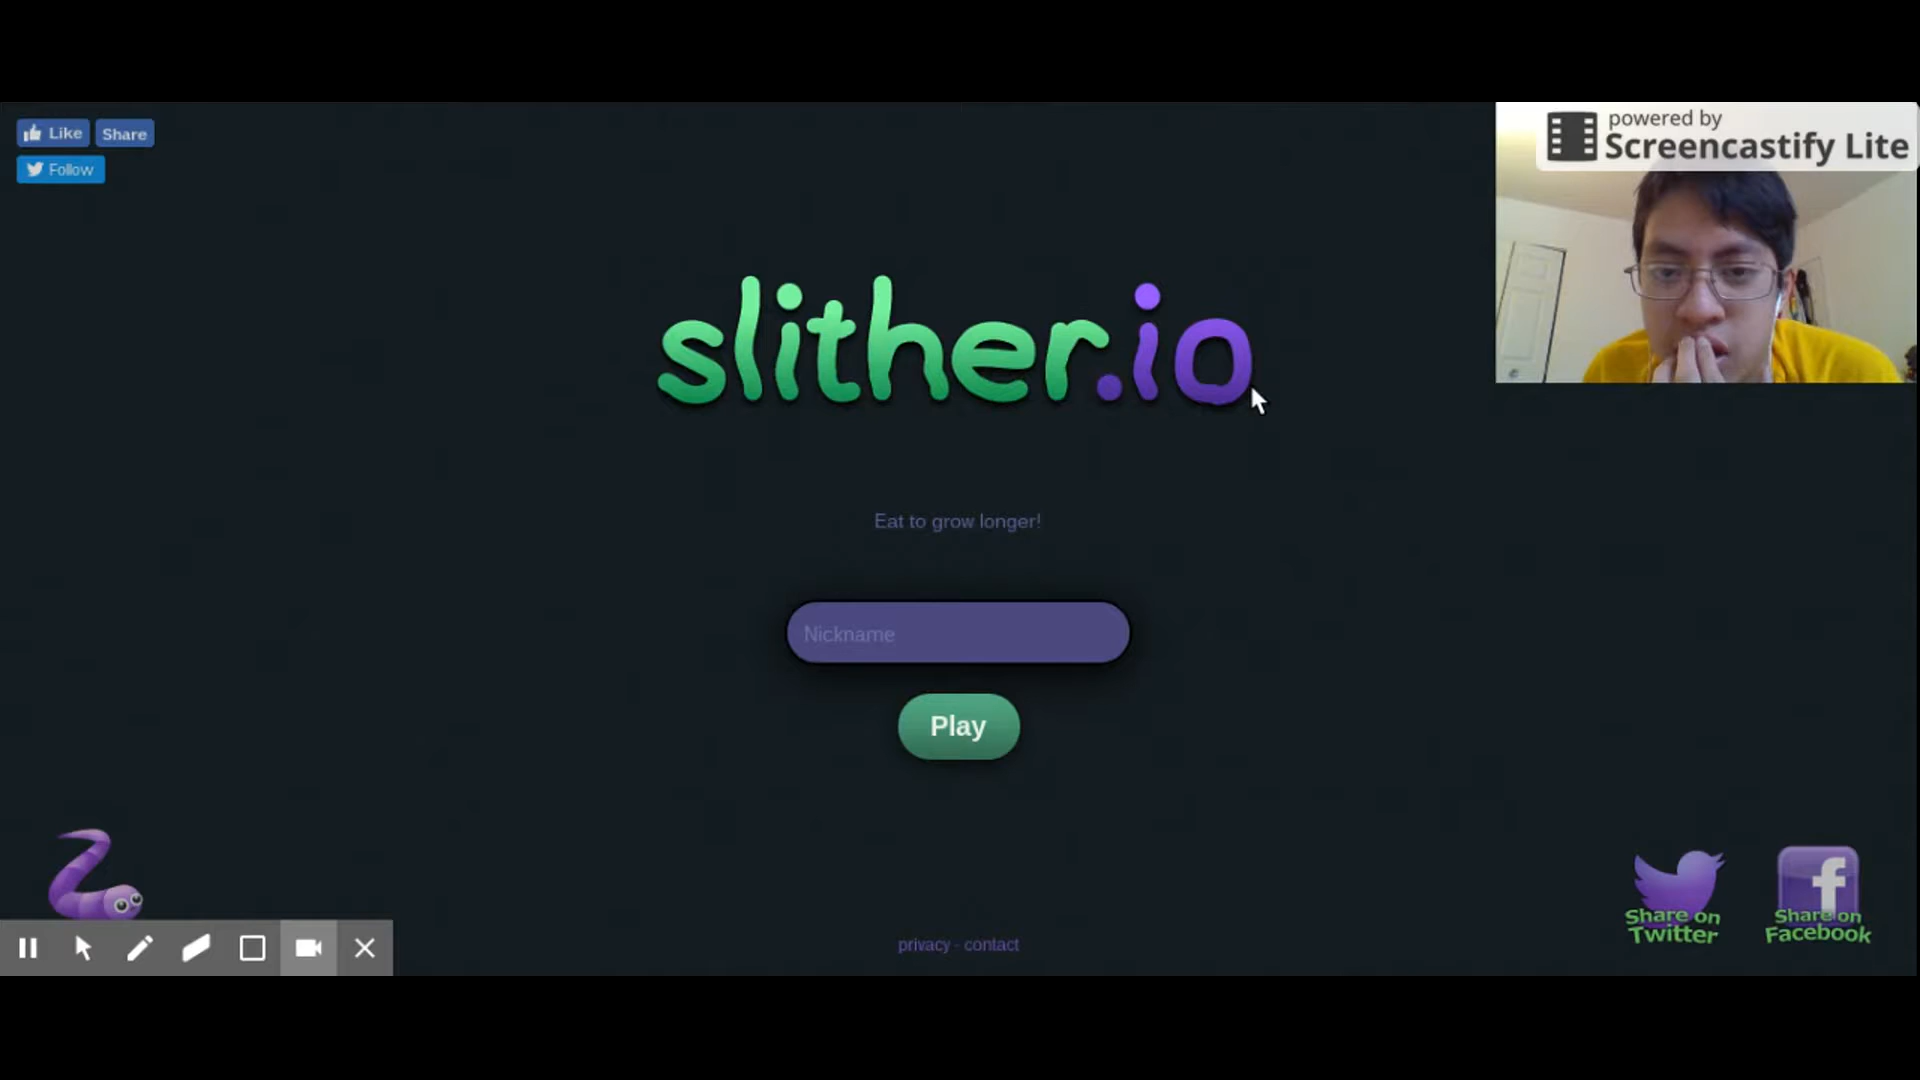 Like Share
Follow
powered by
Screencastify Lite
slither.io
Eat to grow longer!
Nickname
Play
privacy - contact
Share on
Twitter
Share on
Facebook